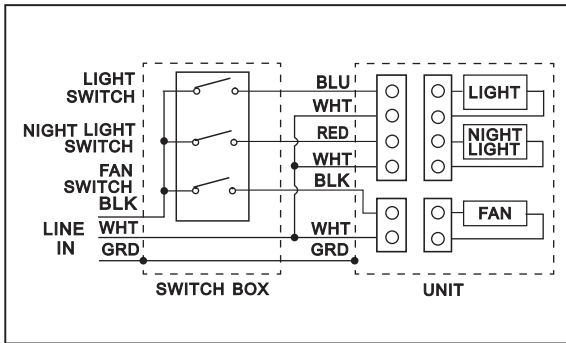 LIGHT
SWITCH
NIGHT LIGHT
SWITCH
FAN
SWITCH
BLK
LINE
IN
WHT
GRD
SWITCH BOX
BLU
WHT
RED
WHT
BLK
WHT
GRD
LIGHT
NIGHT
LIGHT
FAN
UNIT